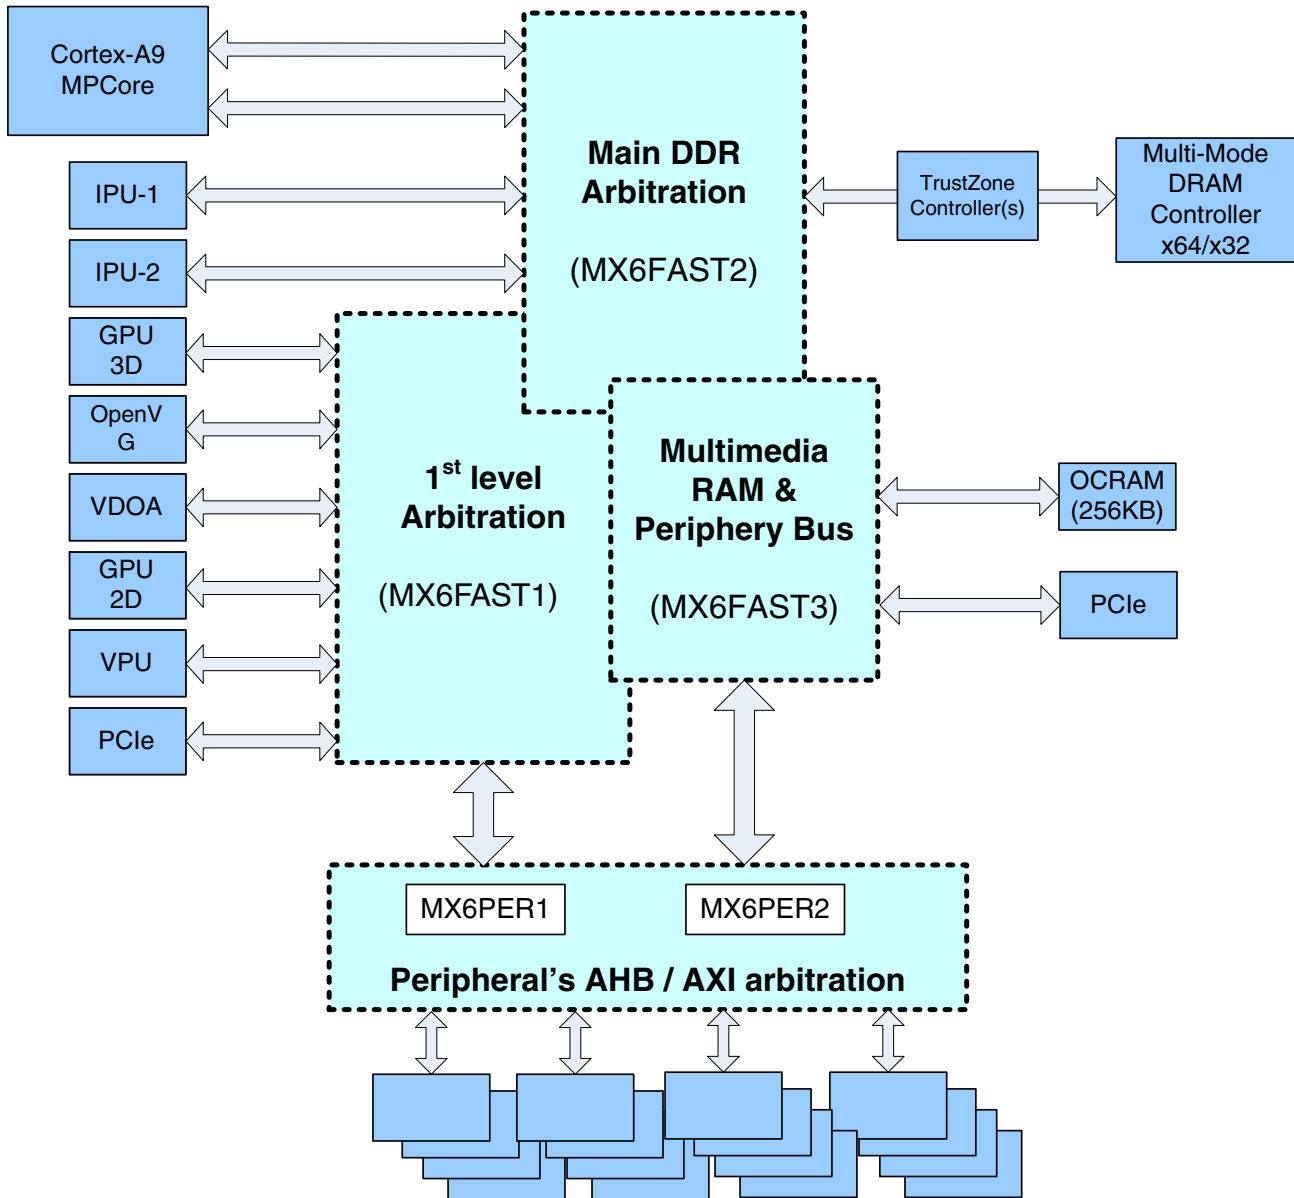 Cortex-A9
MPCore
Main DDR
Arbitration
(MX6FAST2)
TrustZone
Controller(s)
Multi-Mode
DRAM
Controller
x64/x32
IPU-1
IPU-2
GPU
3D
OpenV
G
VDOA
GPU
2D
VPU
PCIe
1st level
Arbitration
(MX6FAST1)
Multimedia
RAM &
Periphery Bus
(MX6FAST3)
OCRAM
(256KB)
PCIe
MX6PER1
MX6PER2
Peripheral’s AHB / AXI arbitration